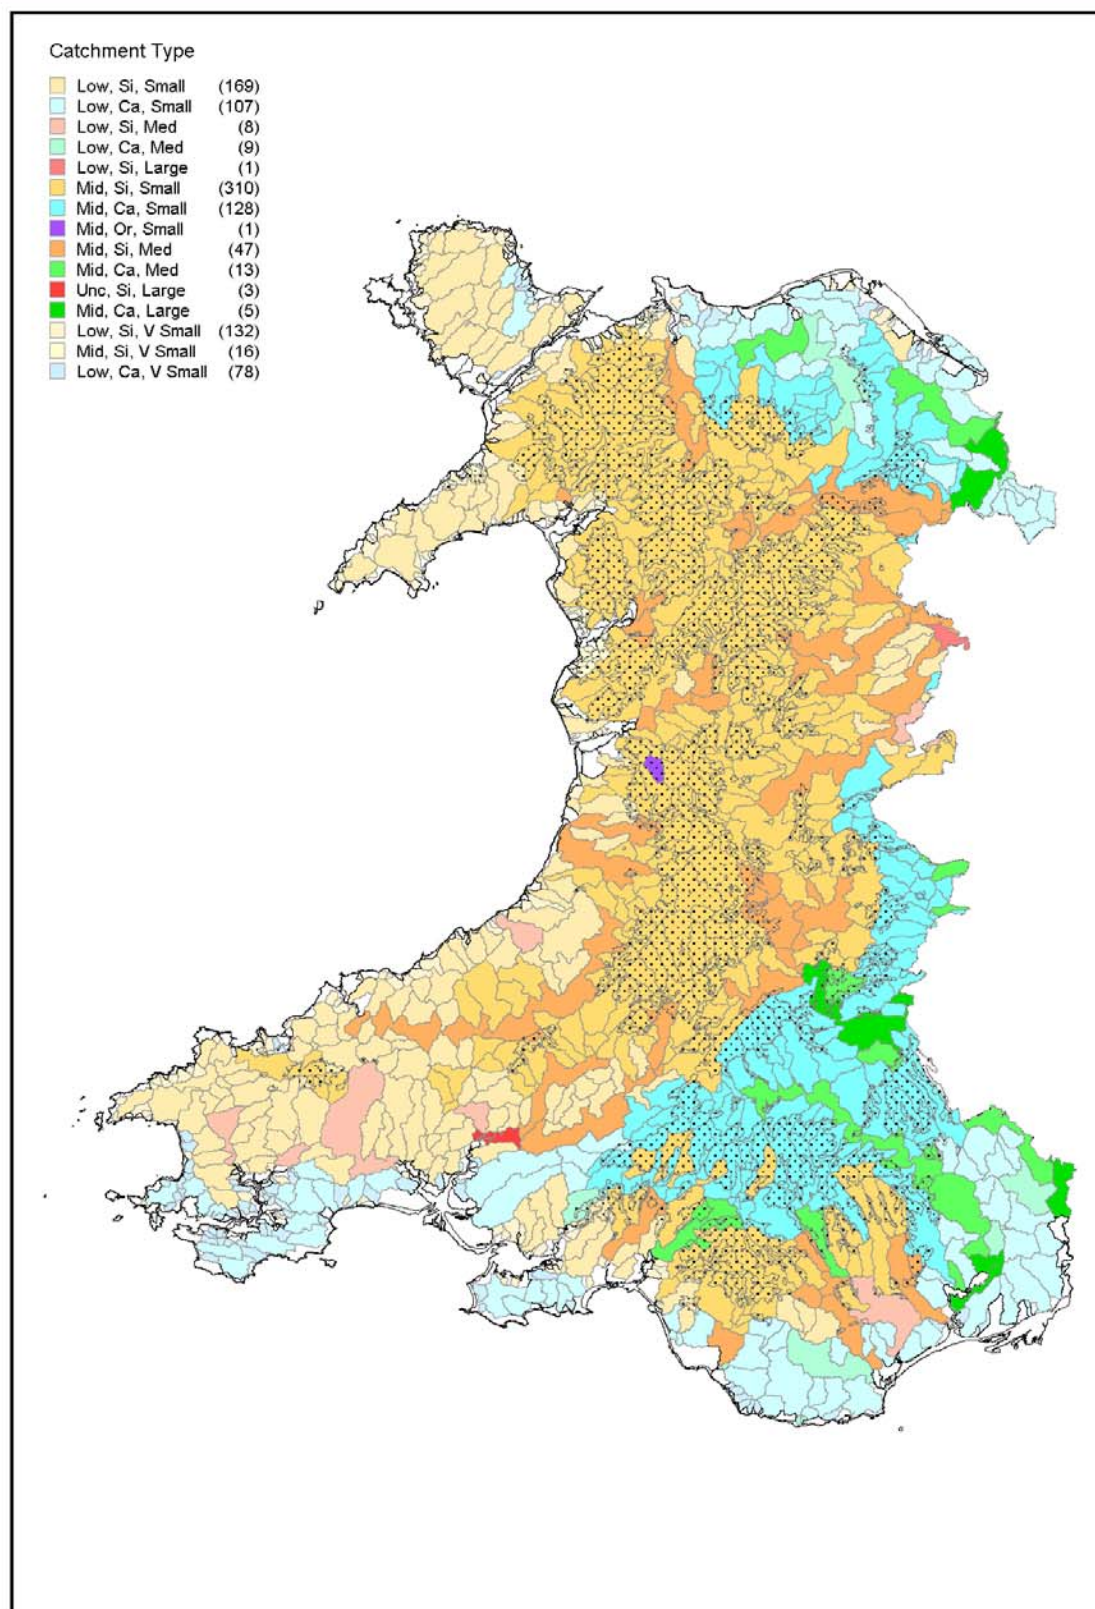 Catchment Type
Low, Si, Small (169)
Low, Ca, Small (107)
Low, Si, Med (8)
Low, Ca, Med (9)
Low, Si, Large (1)
Mid, Si, Small (310)
Mid, Ca, Small (128)
Mid, Or, Small (1)
Mid, Si, Med (47)
Mid, Ca, Med (13)
Unc, Si, Large (3)
Mid, Ca, Large (5)
Low, Si, V Small (132)
Mid, Si, V Small (16)
Low, Ca, V Small (78)